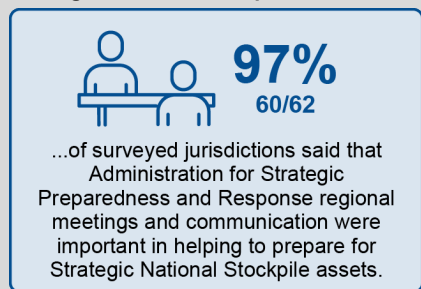 97%
60/62
...of surveyed jurisdictions said that
Administration for Strategic
Preparedness and Response regional
meetings and communication were
important in helping to prepare for
Strategic National Stockpile assets.